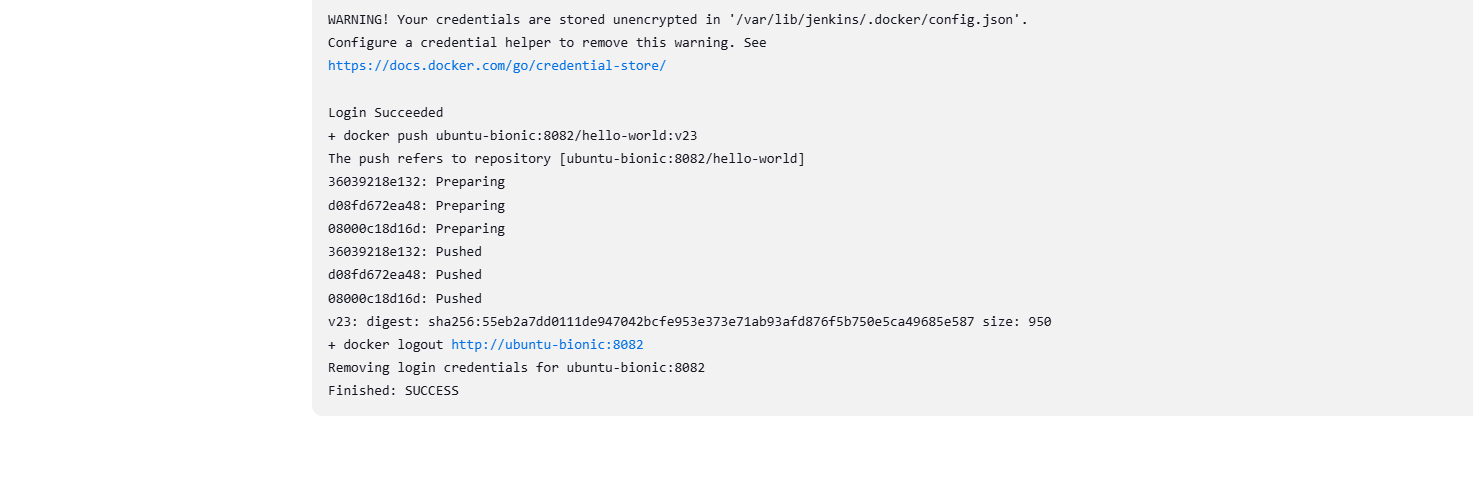 WARNING! Your credentials are stored unencrypted in '/var/lib/jenkins/.docker/config.json'.
Configure a credential helper to remove this warning. See
https://docs.docker.com/go/credential-store/
Login Succeeded
+ docker push ubuntu-bionic:8082/hello-world:v23
The push refers to repository [ubuntu-bionic:8082/hello-world]
36039218e132: Preparing
d08fd672ea48: Preparing
08000c18d16d: Preparing
36039218e132: Pushed
d08fd672ea48: Pushed
08000c18d16d: Pushed
v23: digest: sha256:55eb2a7dd0111de947042bcfe953e373e71ab93afd876f5b750e5ca49685e587 size: 950
+ docker logout http://ubuntu-bionic:8082
Removing login credentials for ubuntu-bionic:8082
Finished: SUCCESS